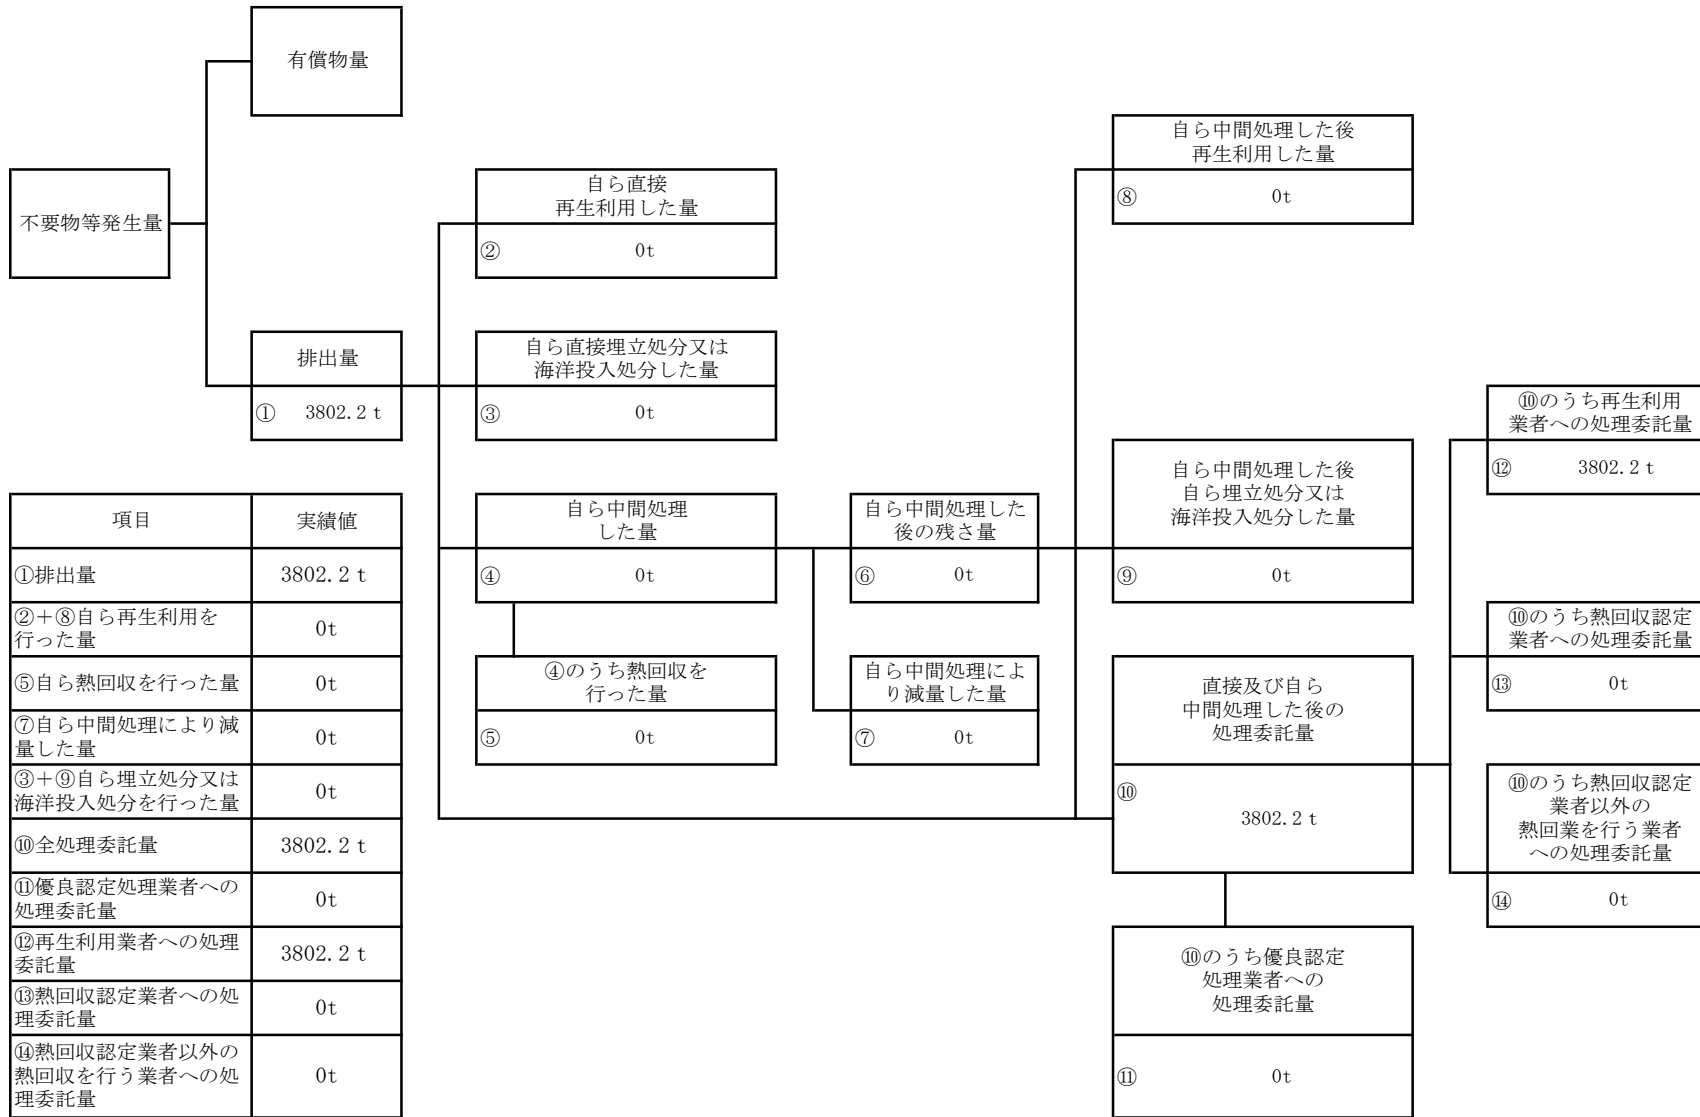 有償物量
不要物等発生量
排出量
① 3802.2 t
自ら直接
再生利用した量
② 0t
自ら直接埋立処分又は
海洋投入処分した量
③ 0t
自ら中間処理
した量
④ 0t
④のうち熱回収を
行った量
⑤ 0t
自ら中間処理した
後の残さ量
⑥ 0t
自ら中間処理によ
り減量した量
⑦ 0t
自ら中間処理した後
再生利用した量
⑧ 0t
自ら中間処理した後
自ら埋立処分又は
海洋投入処分した量
⑨ 0t
直接及び自ら
中間処理した後の
処理委託量
⑩
3802.2 t
⑩のうち優良認定
処理業者への
処理委託量
⑪ 0t
⑩のうち再生利用
業者への処理委託量
⑫ 3802.2 t
⑩のうち熱回収認定
業者への処理委託量
⑬ 0t
⑩のうち熱回収認定
業者以外の
熱回業を行う業者
への処理委託量
⑭ 0t
項目 実績値
①排出量 3802.2 t
②＋⑧自ら再生利用を
行った量 0t
⑤自ら熱回収を行った量 0t
⑦自ら中間処理により減
量した量 0t
③＋⑨自ら埋立処分又は
海洋投入処分を行った量 0t
⑩全処理委託量 3802.2 t
⑪優良認定処理業者への
処理委託量 0t
⑫再生利用業者への処理
委託量 3802.2 t
⑬熱回収認定業者への処
理委託量 0t
⑭熱回収認定業者以外の
熱回収を行う業者への処
理委託量 0t